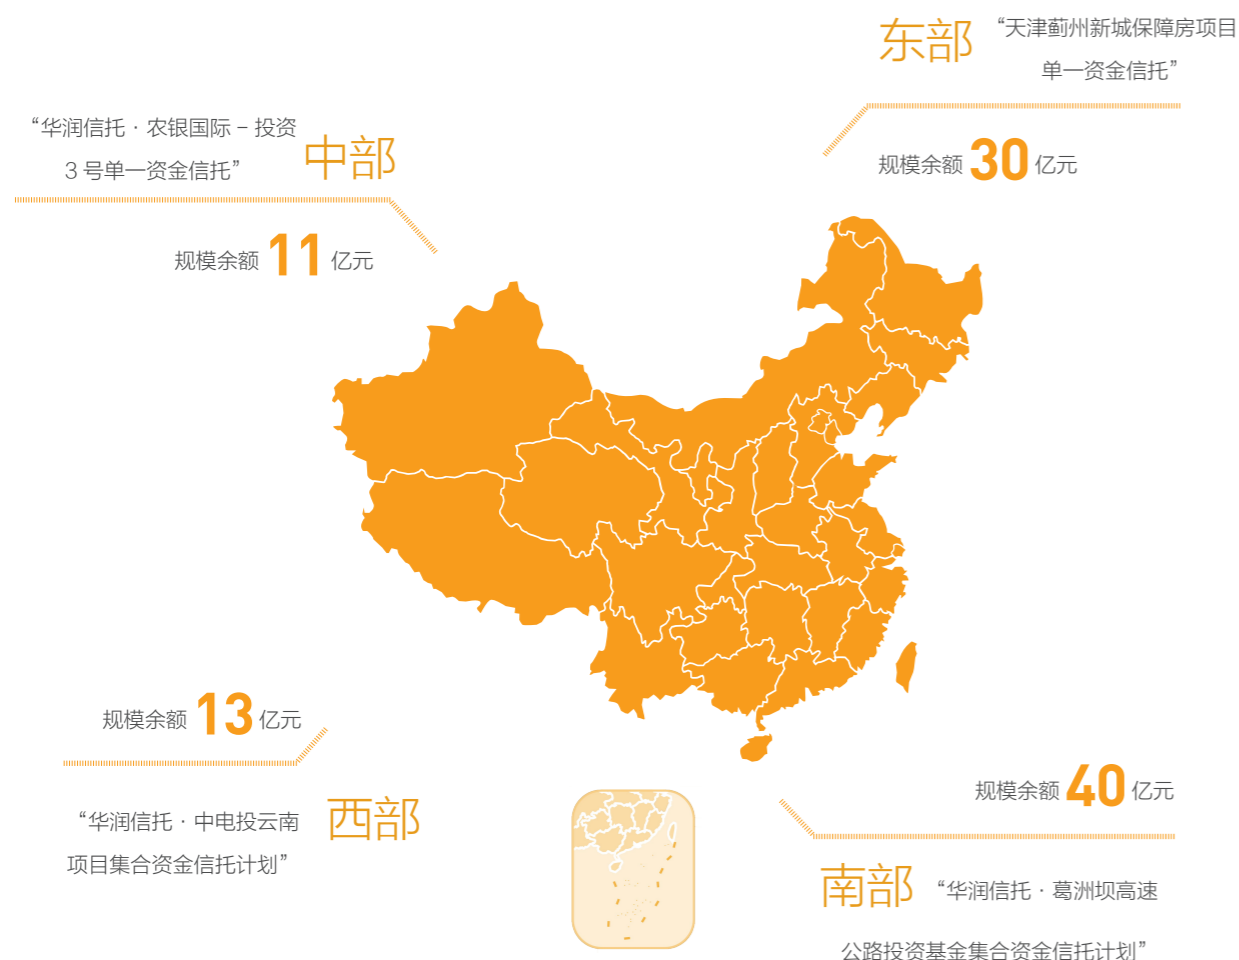 东部
“天津蓟州新城保障房项目
单一资金信托”
规模余额 30 亿元
“华润信托 · 农银国际 – 投资
3 号单一资金信托”
中部
规模余额 11 亿元
规模余额 13 亿元
西部
“华润信托 · 中电投云南
项目集合资金信托计划”
规模余额 40 亿元
南部
“华润信托 · 葛洲坝高速
公路投资基金集合资金信托计划”